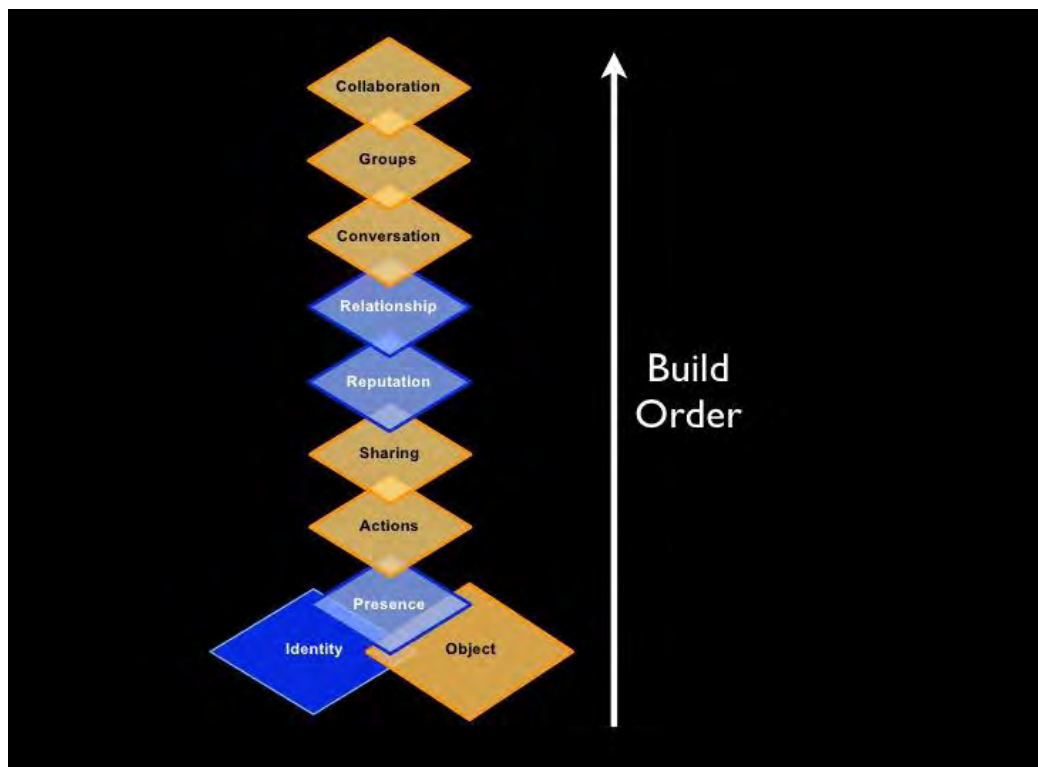 Collaboration
Groups
Conversation
Relationship
Reputation
Sharing
Actions
Presence
Identity
Object
Build
Order